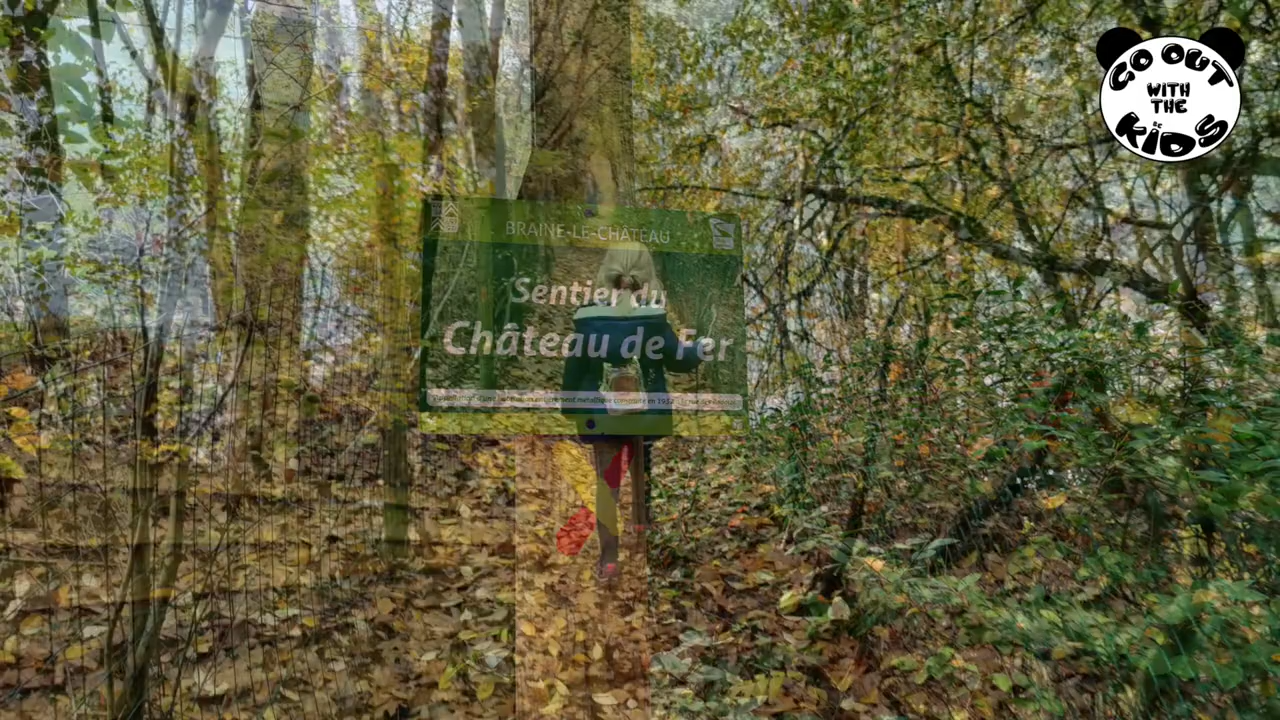 GO OUT
WITH
THE
KIDS
BRAINE-LE-CHÂTEAU
Sentier du
Château de Fer